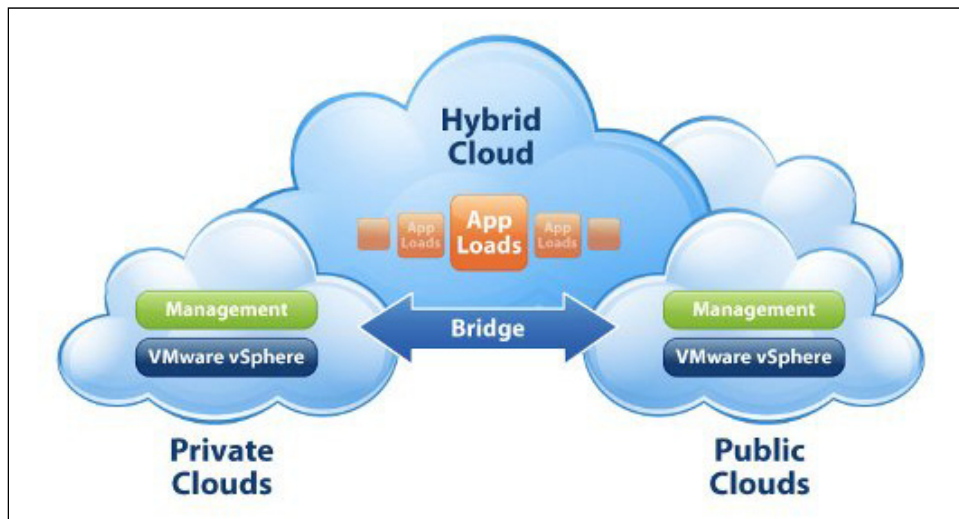 Hybrid
Cloud
App
Loads
App
Loads
App
Loads
Management
VMware vSphere
Bridge
Management
VMware vSphere
Private
Clouds
Public
Clouds